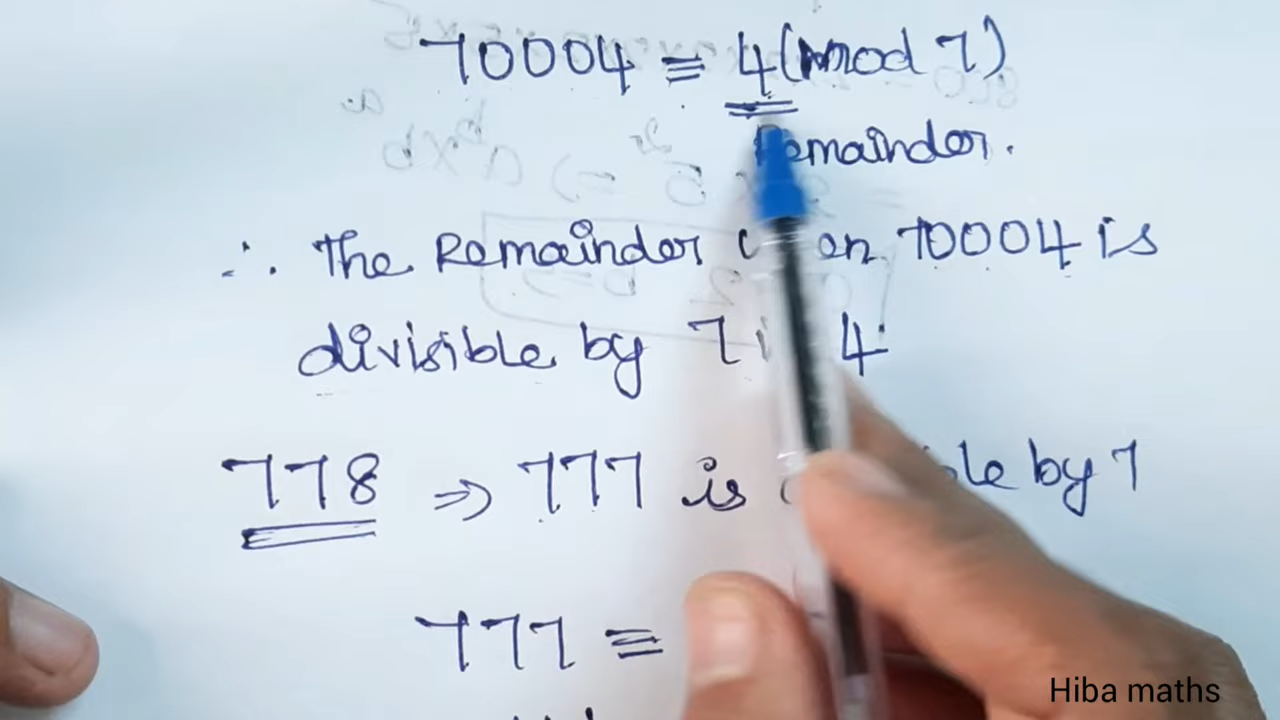 70004 ≡ 4 (mod 7)
Remainder.
∴ The Remainder en 70004 is
divisible by 7 4
778 ⇒ 777 is by 7
777 ≡
Hiba maths